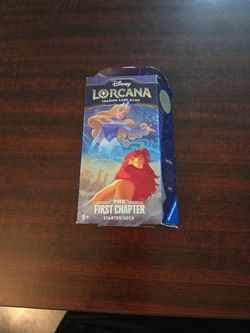 Disney
LORCANA
TRADING CARD GAME
THE
FIRST CHAPTER
STARTER DECK
8+